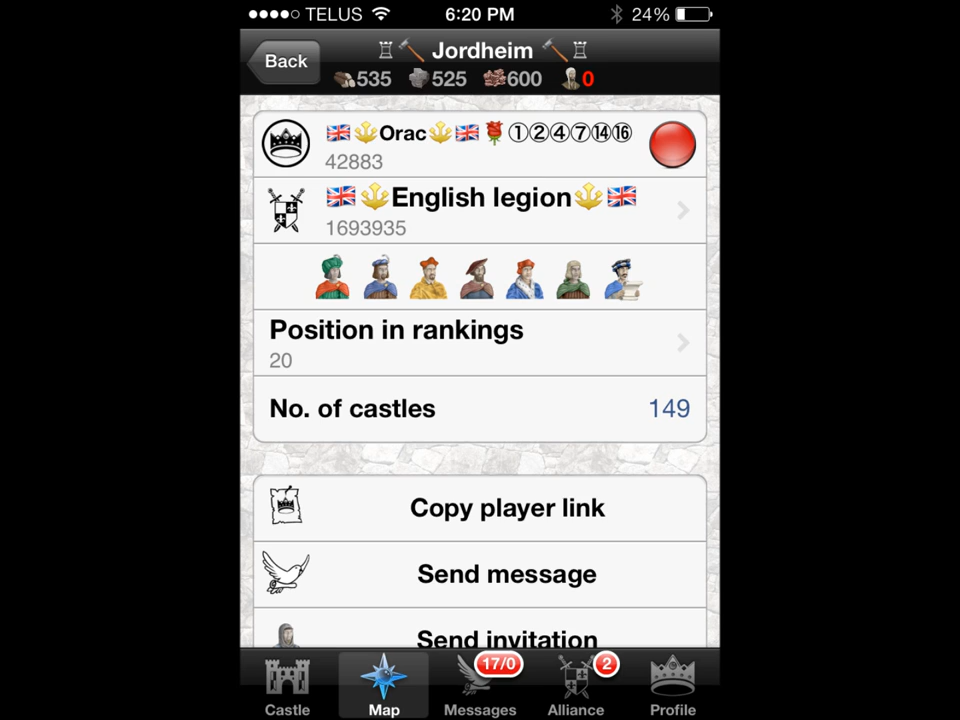 TELUS 6:20 PM 24%
Back
Jordheim
535 525 600 0
🇬🇧🔱Orac🔱🇬🇧🌹①②④⑦⑭⑯
42883
🇬🇧🔱English legion🔱🇬🇧
1693935
Position in rankings
20
No. of castles 149
Copy player link
Send message
Send invitation
17/0 2
Castle Map Messages Alliance Profile